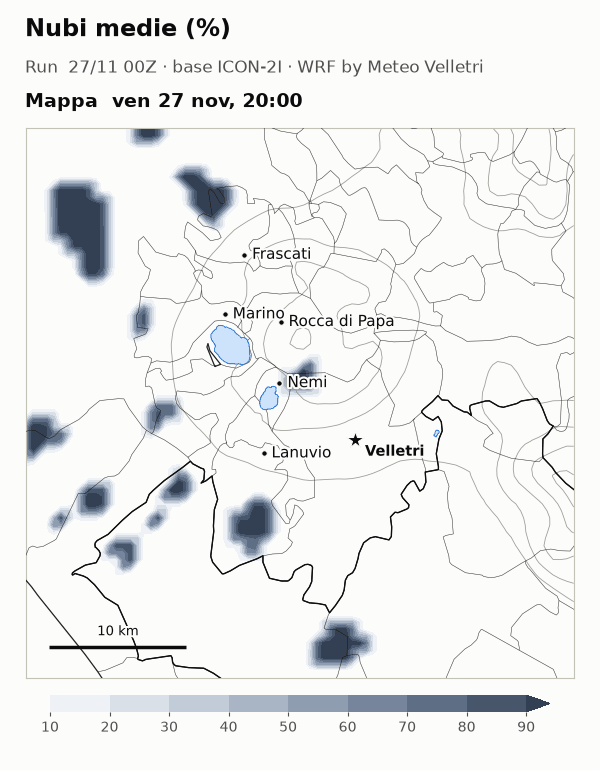 Nubi medie (%)
Run  27/11 00Z · base ICON-2I · WRF by Meteo Velletri
Mappa  ven 27 nov, 20:00
Frascati
Marino
Rocca di Papa
Nemi
Velletri
Lanuvio
10 km
10 20 30 40 50 60 70 80 90